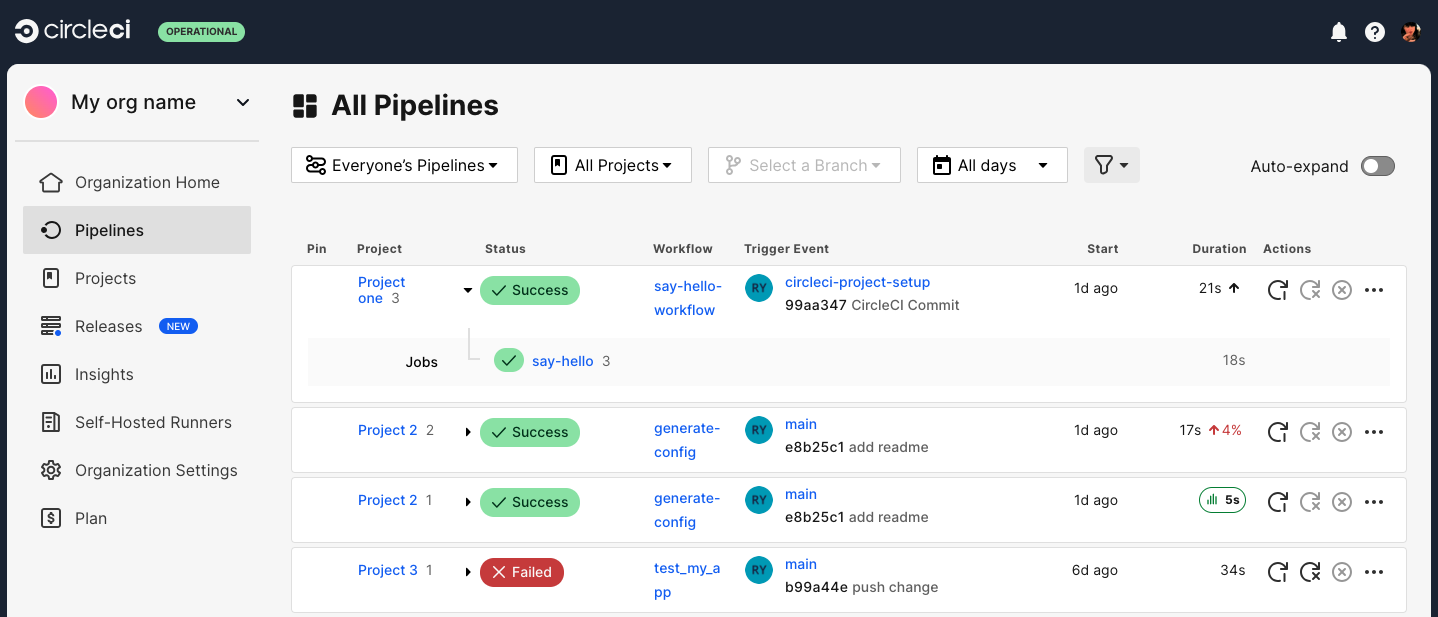 circleci OPERATIONAL
My org name
Organization Home
Pipelines
Projects
Releases NEW
Insights
Self-Hosted Runners
Organization Settings
Plan
All Pipelines
Everyone’s Pipelines All Projects Select a Branch All days Auto-expand
Pin Project Status Workflow Trigger Event Start Duration Actions
Project one 3 Success say-hello-workflow RY circleci-project-setup 1d ago 21s
99aa347 CircleCI Commit
Jobs say-hello 3 18s
Project 2 2 Success generate-config RY main 1d ago 17s 4%
e8b25c1 add readme
Project 2 1 Success generate-config RY main 1d ago 5s
e8b25c1 add readme
Project 3 1 Failed test_my_app RY main 6d ago 34s
b99a44e push change